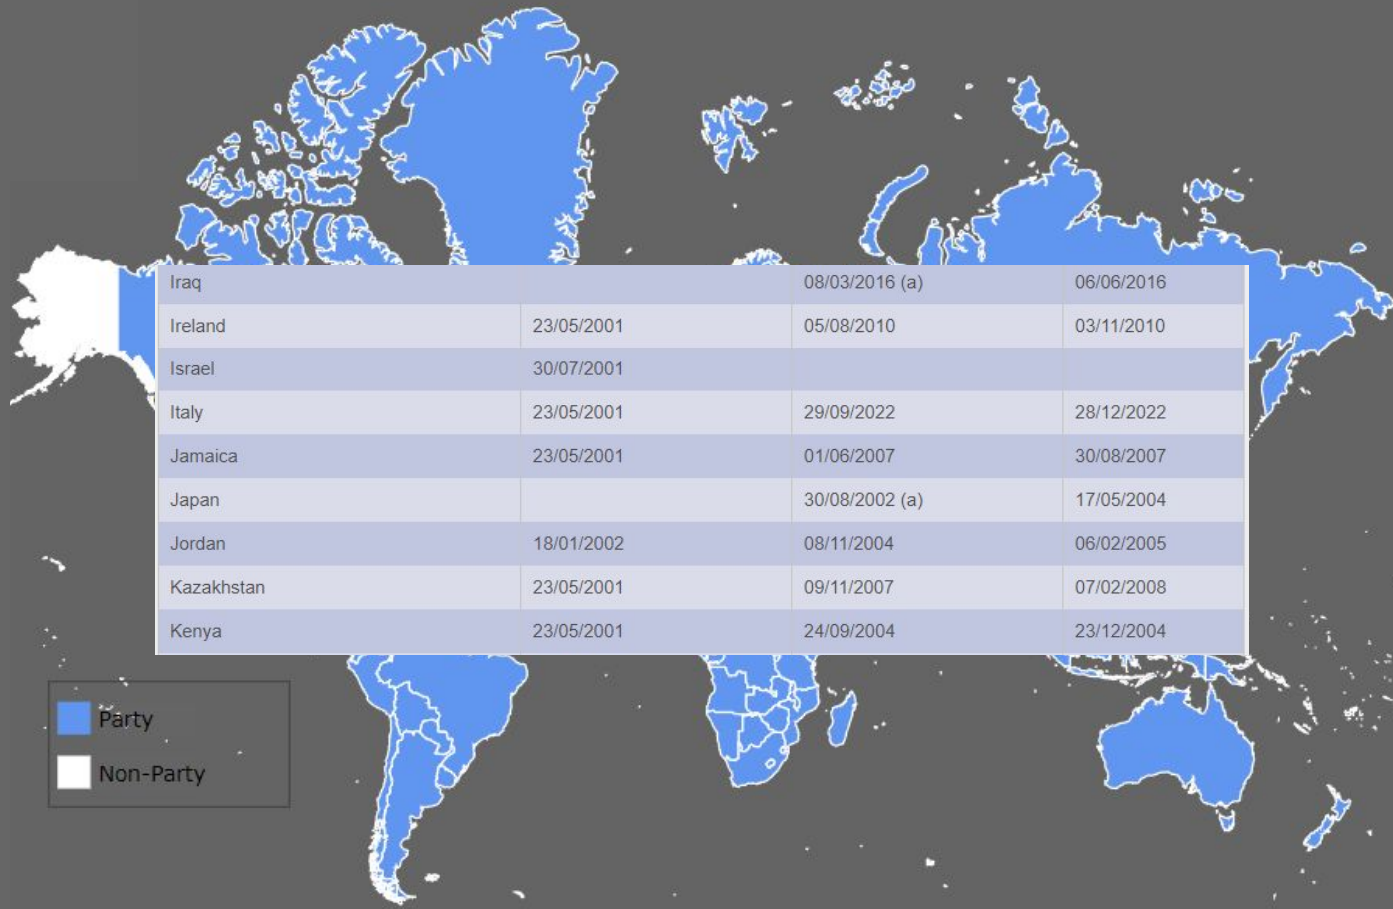 Iraq 08/03/2016 (a) 06/06/2016
Ireland 23/05/2001 05/08/2010 03/11/2010
Israel 30/07/2001
Italy 23/05/2001 29/09/2022 28/12/2022
Jamaica 23/05/2001 01/06/2007 30/08/2007
Japan 30/08/2002 (a) 17/05/2004
Jordan 18/01/2002 08/11/2004 06/02/2005
Kazakhstan 23/05/2001 09/11/2007 07/02/2008
Kenya 23/05/2001 24/09/2004 23/12/2004
Party
Non-Party